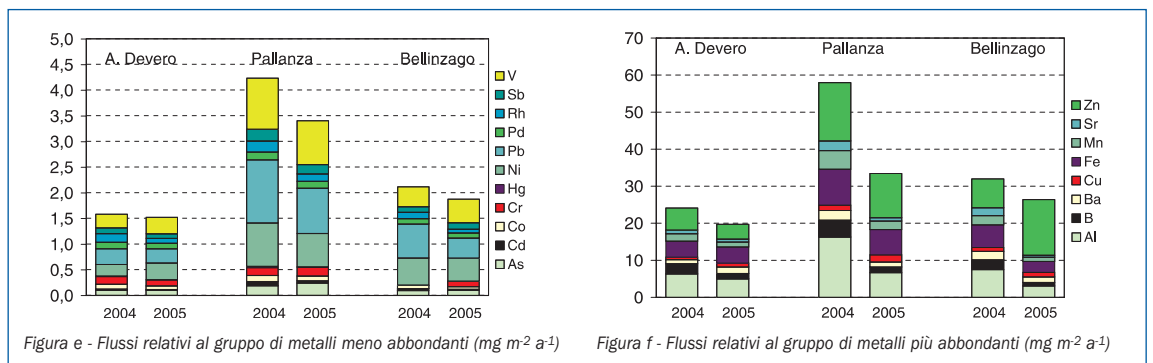 5,0
4,5
4,0
3,5
3,0
2,5
2,0
1,5
1,0
0,5
0,0
A. Devero Pallanza Bellinzago
V
Sb
Rh
Pd
Pb
Ni
Hg
Cr
Co
Cd
As
2004 2005 2004 2005 2004 2005
Figura e - Flussi relativi al gruppo di metalli meno abbondanti (mg m-2 a-1)
70
60
50
40
30
20
10
0
A. Devero Pallanza Bellinzago
Zn
Sr
Mn
Fe
Cu
Ba
B
Al
2004 2005 2004 2005 2004 2005
Figura f - Flussi relativi al gruppo di metalli più abbondanti (mg m-2 a-1)